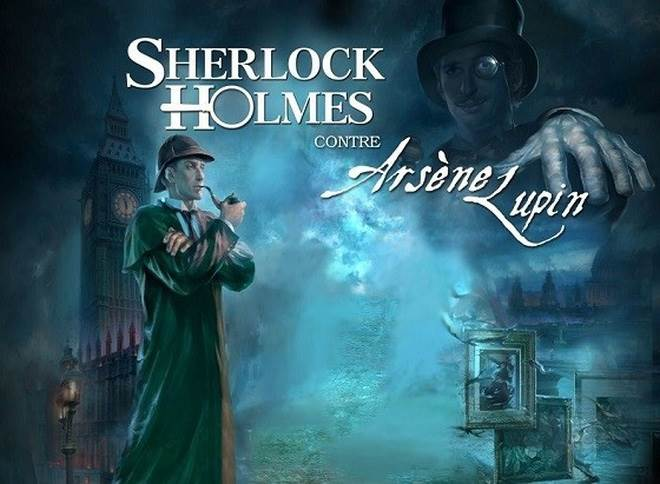 SHERLOCK
HOLMES
CONTRE
Arsène Lupin